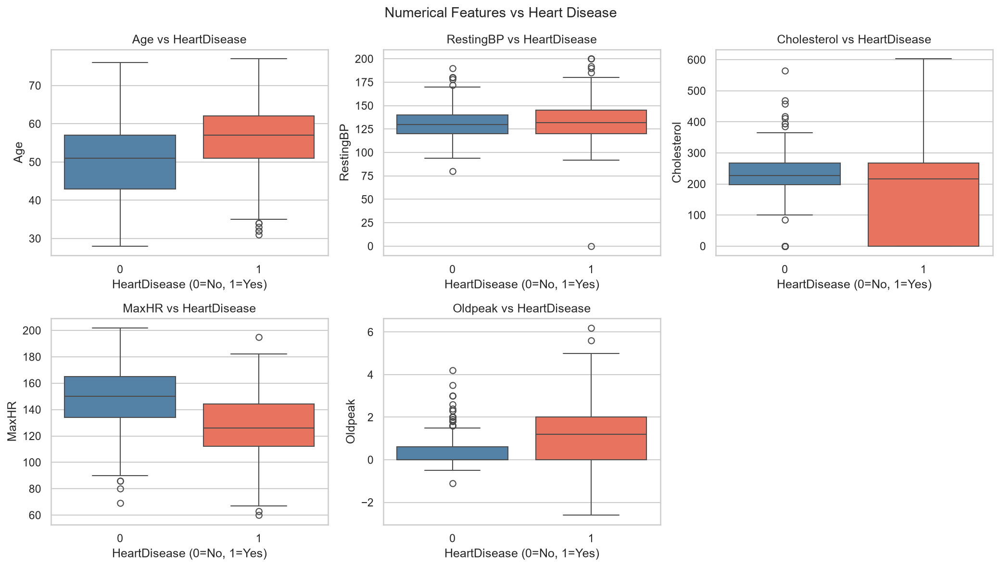 Numerical Features vs Heart Disease
Age vs HeartDisease
Age
70
60
50
40
30
0
1
HeartDisease (0=No, 1=Yes)
RestingBP vs HeartDisease
RestingBP
200
175
150
125
100
75
50
25
0
0
1
HeartDisease (0=No, 1=Yes)
Cholesterol vs HeartDisease
Cholesterol
600
500
400
300
200
100
0
0
1
HeartDisease (0=No, 1=Yes)
MaxHR vs HeartDisease
MaxHR
200
180
160
140
120
100
80
60
0
1
HeartDisease (0=No, 1=Yes)
Oldpeak vs HeartDisease
Oldpeak
6
4
2
0
−2
0
1
HeartDisease (0=No, 1=Yes)